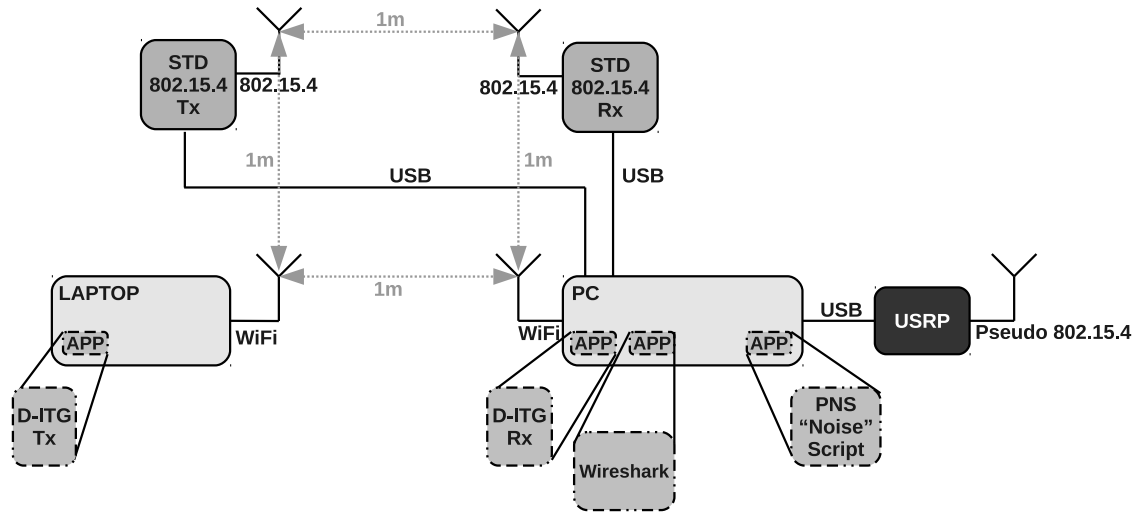 1m
STD
802.15.4
Tx
802.15.4
802.15.4
STD
802.15.4
Rx
1m
1m
USB
USB
LAPTOP
APP
WiFi
1m
WiFi
PC
APP
APP
APP
USB
USRP
Pseudo 802.15.4
D-ITG
Tx
D-ITG
Rx
Wireshark
PNS
“Noise”
Script